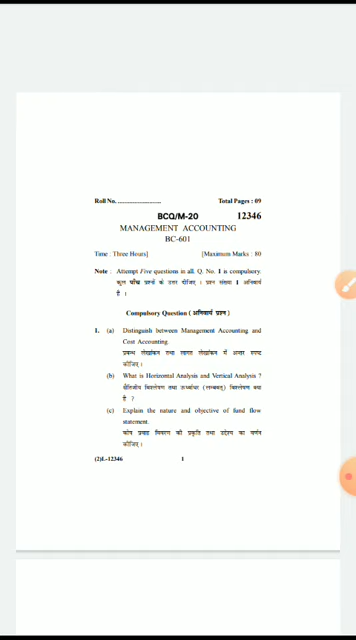 Roll No. ........................ Total Pages : 09
BCQ/M-20 12346
MANAGEMENT ACCOUNTING
BC-601
Time : Three Hours] [Maximum Marks : 80
Note : Attempt Five questions in all. Q. No. 1 is compulsory.
कुल पाँच प्रश्नों के उत्तर दीजिए । प्रश्न संख्या 1 अनिवार्य
है ।
Compulsory Question ( अनिवार्य प्रश्न )
1. (a) Distinguish between Management Accounting and
Cost Accounting.
प्रबन्ध लेखांकन तथा लागत लेखांकन में अन्तर स्पष्ट
कीजिए ।
(b) What is Horizontal Analysis and Vertical Analysis ?
क्षैतिजीय विश्लेषण तथा ऊर्ध्वाधर (लम्बवत्) विश्लेषण क्या
है ?
(c) Explain the nature and objective of fund flow
statement.
कोष प्रवाह विवरण की प्रकृति तथा उद्देश्य का वर्णन
कीजिए ।
(2)L-12346 1